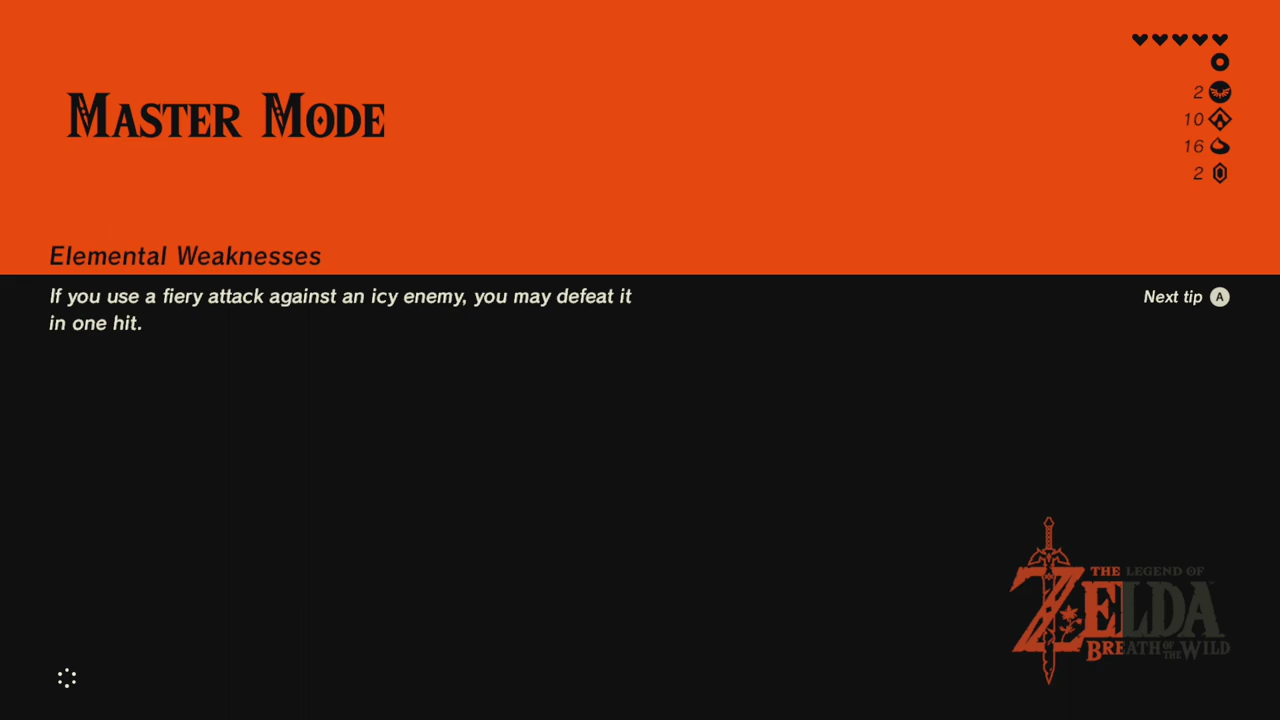 MASTER MODE
2
10
16
2
Elemental Weaknesses
If you use a fiery attack against an icy enemy, you may defeat it
in one hit.
Next tip A
THE LEGEND OF
ZELDA
BREATH OF THE WILD